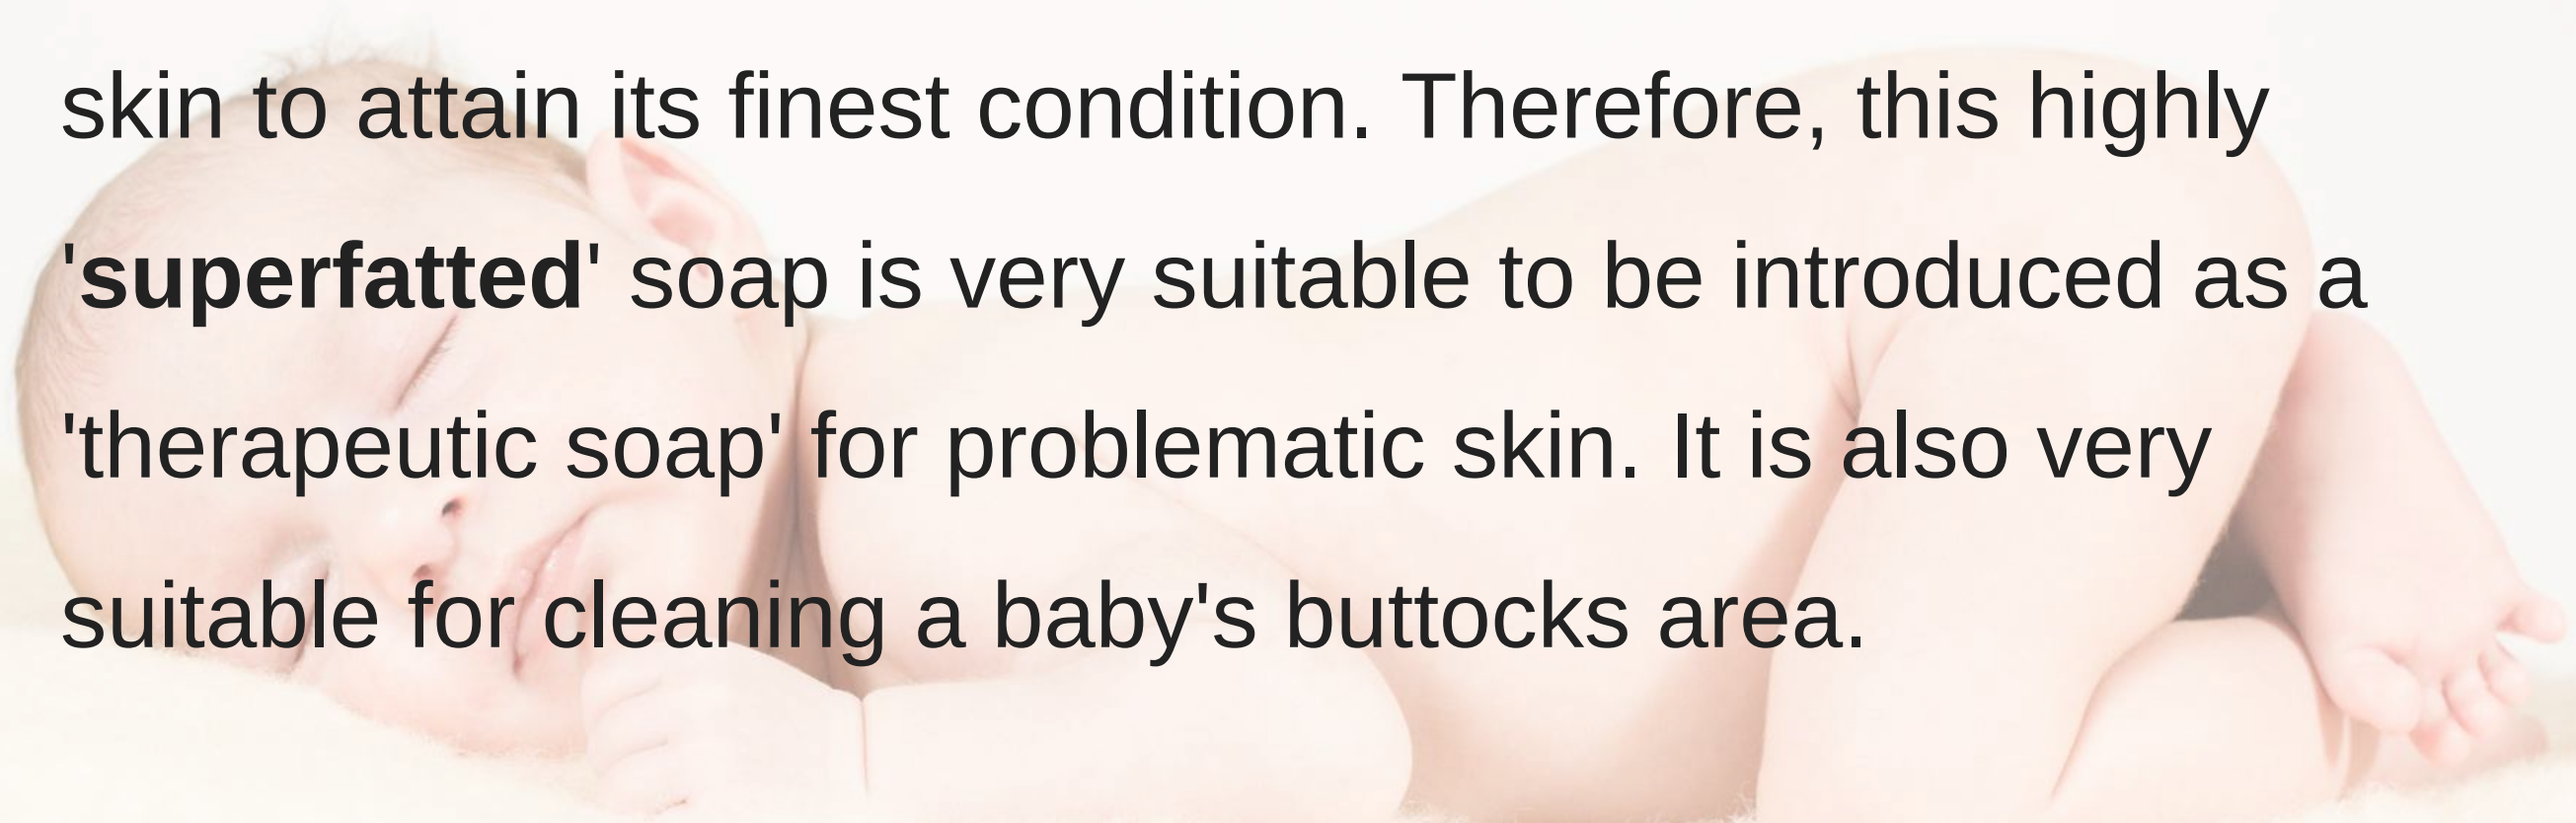 skin to attain its finest condition. Therefore, this highly
'superfatted' soap is very suitable to be introduced as a
'therapeutic soap' for problematic skin. It is also very
suitable for cleaning a baby's buttocks area.